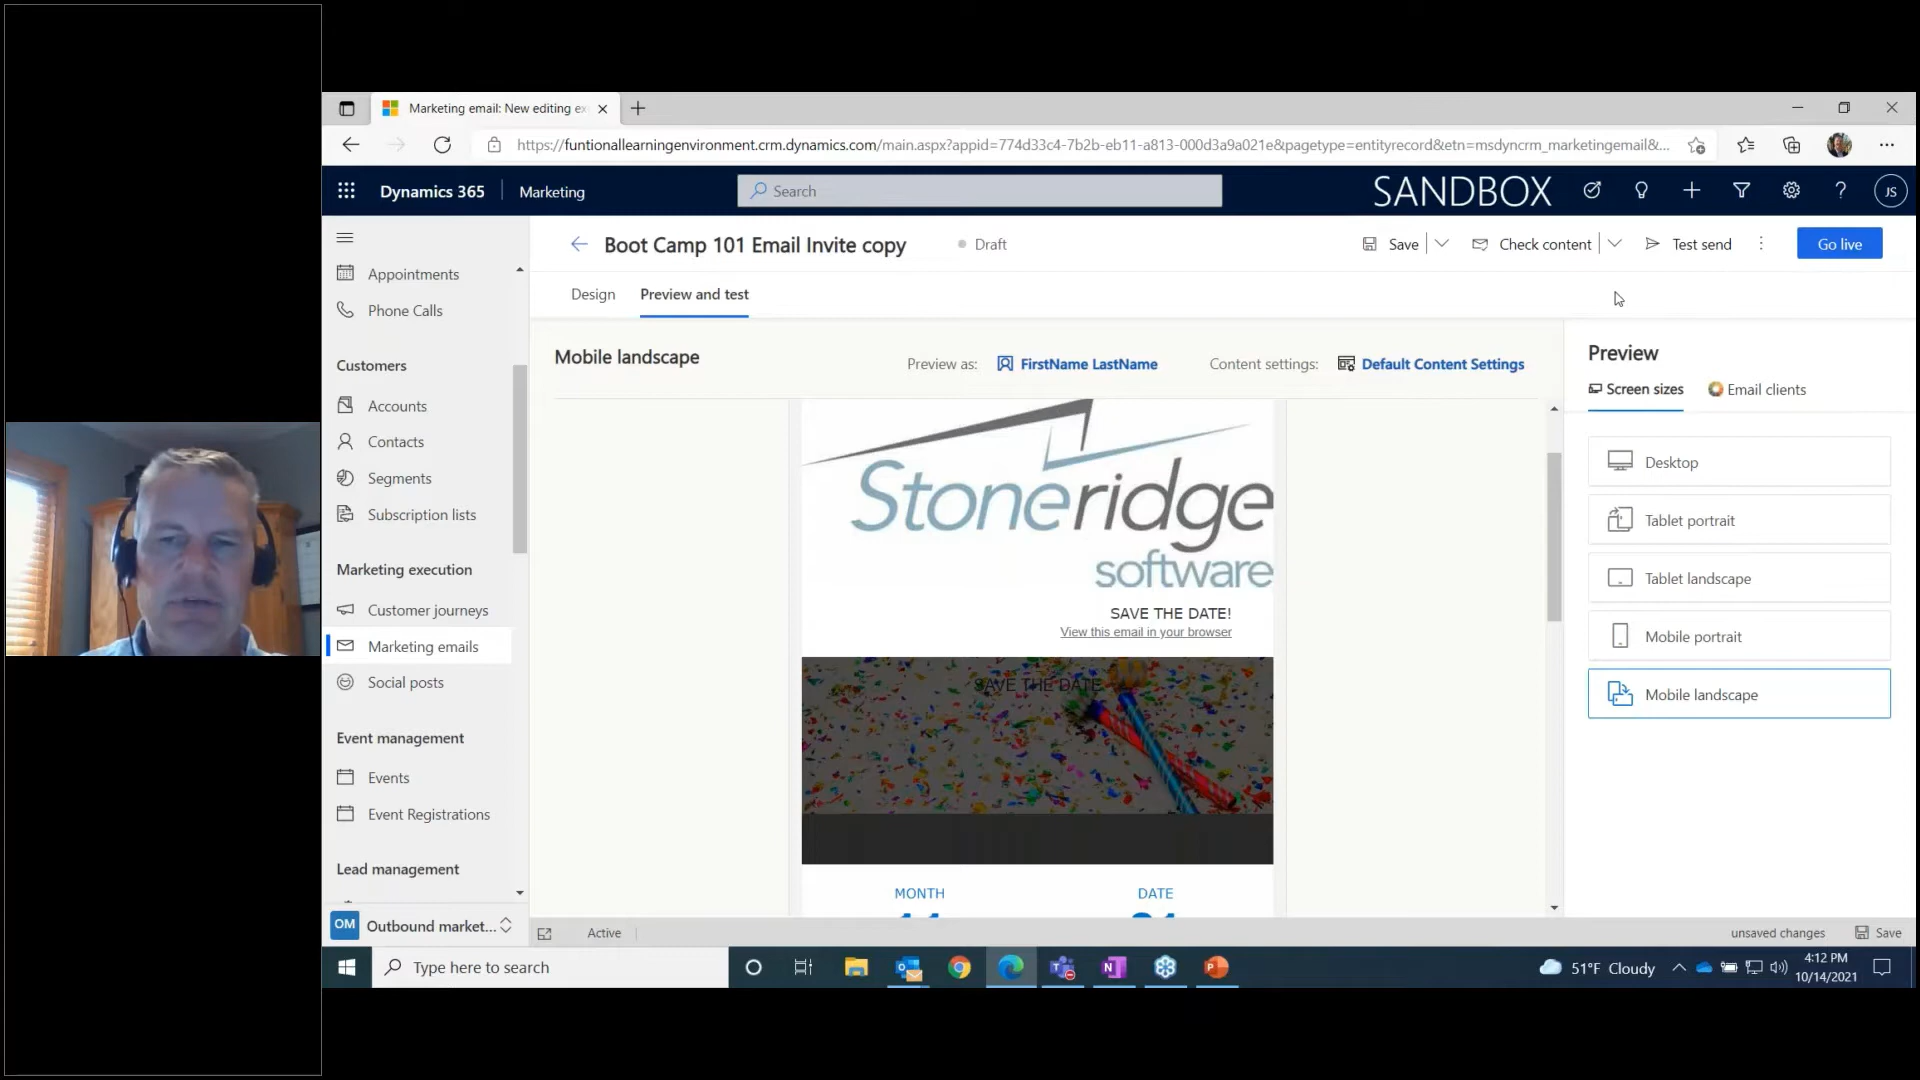 Marketing email: New editing ex
https://funtionallearningenvironment.crm.dynamics.com/main.aspx?appid=774d33c4-7b2b-eb11-a813-000d3a9a021e&pagetype=entityrecord&etn=msdyncrm_marketingemail&...
Dynamics 365
Marketing
Search
SANDBOX
JS
Boot Camp 101 Email Invite copy
Draft
Save
Check content
Test send
Go live
Design
Preview and test
Appointments
Phone Calls
Customers
Accounts
Contacts
Segments
Subscription lists
Marketing execution
Customer journeys
Marketing emails
Social posts
Event management
Events
Event Registrations
Lead management
OM Outbound market...
Mobile landscape
Preview as:
FirstName LastName
Content settings:
Default Content Settings
Stoneridge
software
SAVE THE DATE!
View this email in your browser
SAVE THE DATE
MONTH
DATE
Preview
Screen sizes
Email clients
Desktop
Tablet portrait
Tablet landscape
Mobile portrait
Mobile landscape
Active
unsaved changes
Save
Type here to search
51°F Cloudy
4:12 PM
10/14/2021